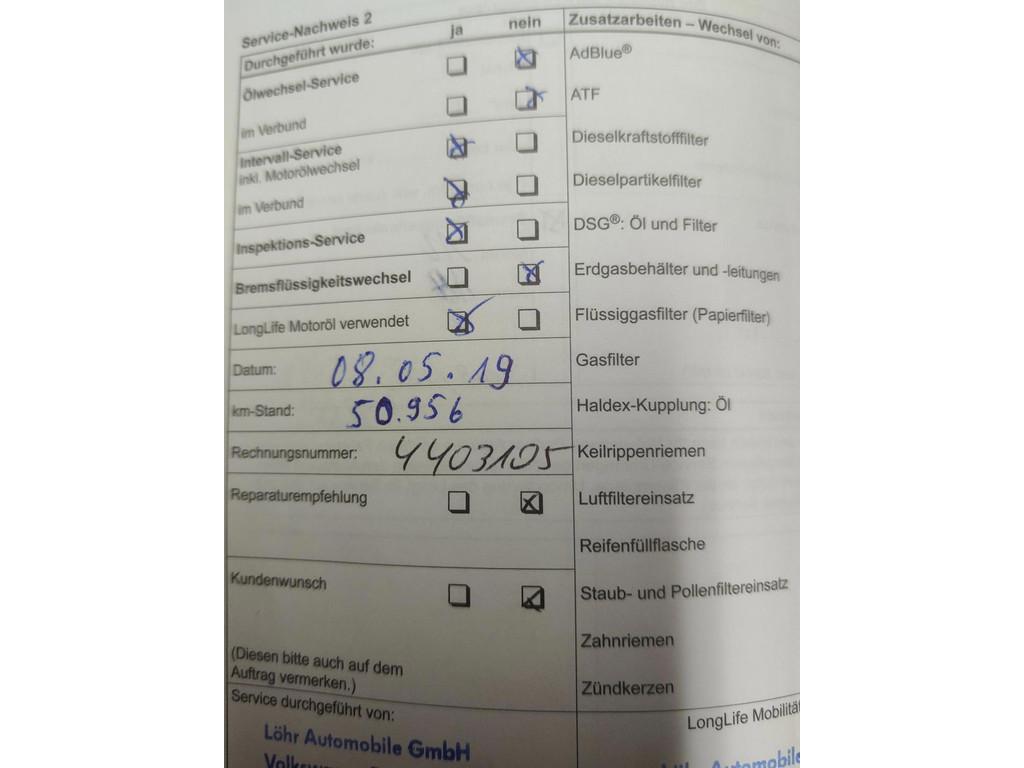 Service-Nachweis 2
Durchgeführt wurde: ja nein
Zusatzarbeiten – Wechsel von:
Ölwechsel-Service
im Verbund
Intervall-Service
inkl. Motorölwechsel
im Verbund
Inspektions-Service
Bremsflüssigkeitswechsel
LongLife Motoröl verwendet
Datum: 08.05.19
km-Stand: 50.956
Rechnungsnummer: 4403105
Reparaturempfehlung
Kundenwunsch
(Diesen bitte auch auf dem
Auftrag vermerken.)
Service durchgeführt von:
Löhr Automobile GmbH
AdBlue®
ATF
Dieselkraftstofffilter
Dieselpartikelfilter
DSG®: Öl und Filter
Erdgasbehälter und -leitungen
Flüssiggasfilter (Papierfilter)
Gasfilter
Haldex-Kupplung: Öl
Keilrippenriemen
Luftfiltereinsatz
Reifenfüllflasche
Staub- und Pollenfiltereinsatz
Zahnriemen
Zündkerzen
LongLife Mobilität
Automobile